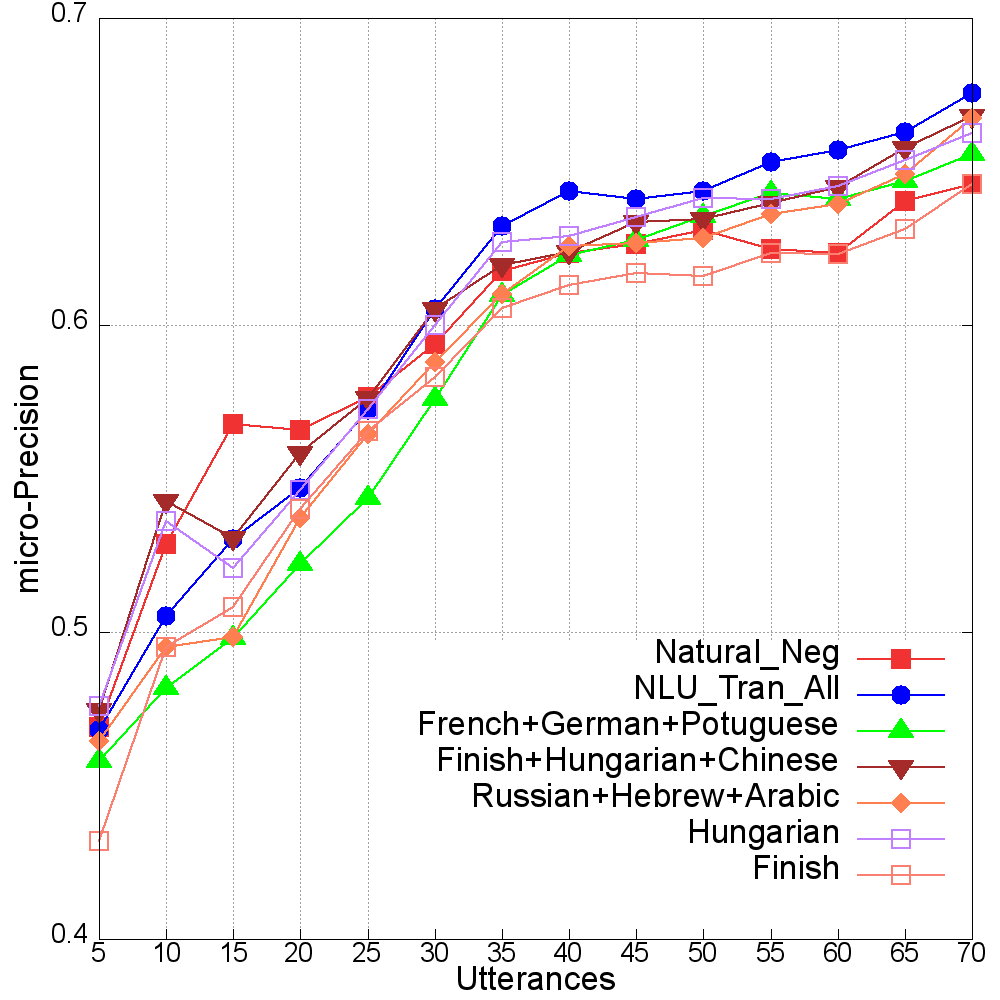 0.7
0.6
0.5
0.4
micro-Precision
Natural_Neg
NLU_Tran_All
French+German+Potuguese
Finish+Hungarian+Chinese
Russian+Hebrew+Arabic
Hungarian
Finish
5 10 15 20 25 30 35 40 45 50 55 60 65 70
Utterances